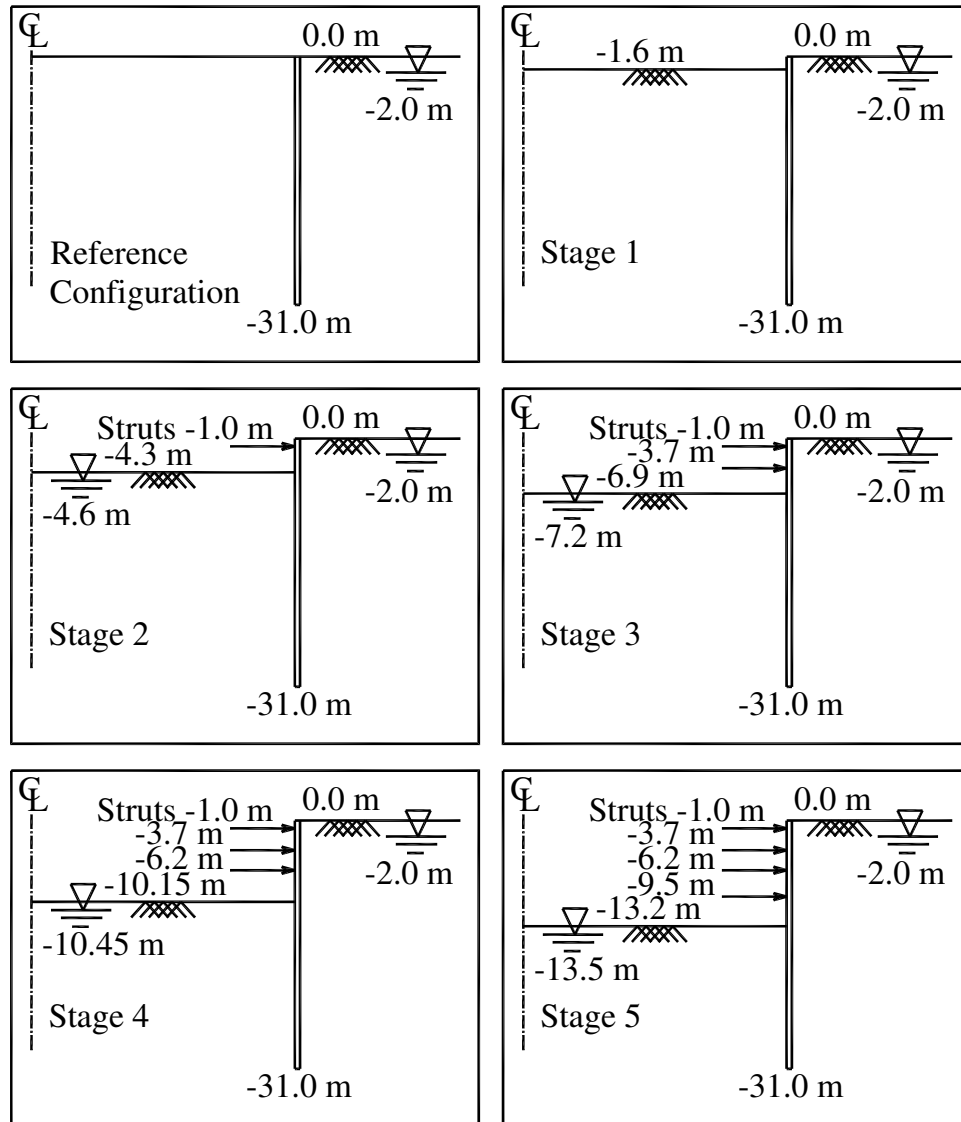 ℄
0.0 m
-2.0 m
Reference
Configuration
-31.0 m
℄
-1.6 m
0.0 m
-2.0 m
Stage 1
-31.0 m
℄
Struts -1.0 m
0.0 m
-4.3 m
-2.0 m
-4.6 m
Stage 2
-31.0 m
℄
Struts -1.0 m
0.0 m
-3.7 m
-6.9 m
-2.0 m
-7.2 m
Stage 3
-31.0 m
℄
Struts -1.0 m
0.0 m
-3.7 m
-6.2 m
-2.0 m
-10.15 m
-10.45 m
Stage 4
-31.0 m
℄
Struts -1.0 m
0.0 m
-3.7 m
-6.2 m
-2.0 m
-9.5 m
-13.2 m
-13.5 m
Stage 5
-31.0 m